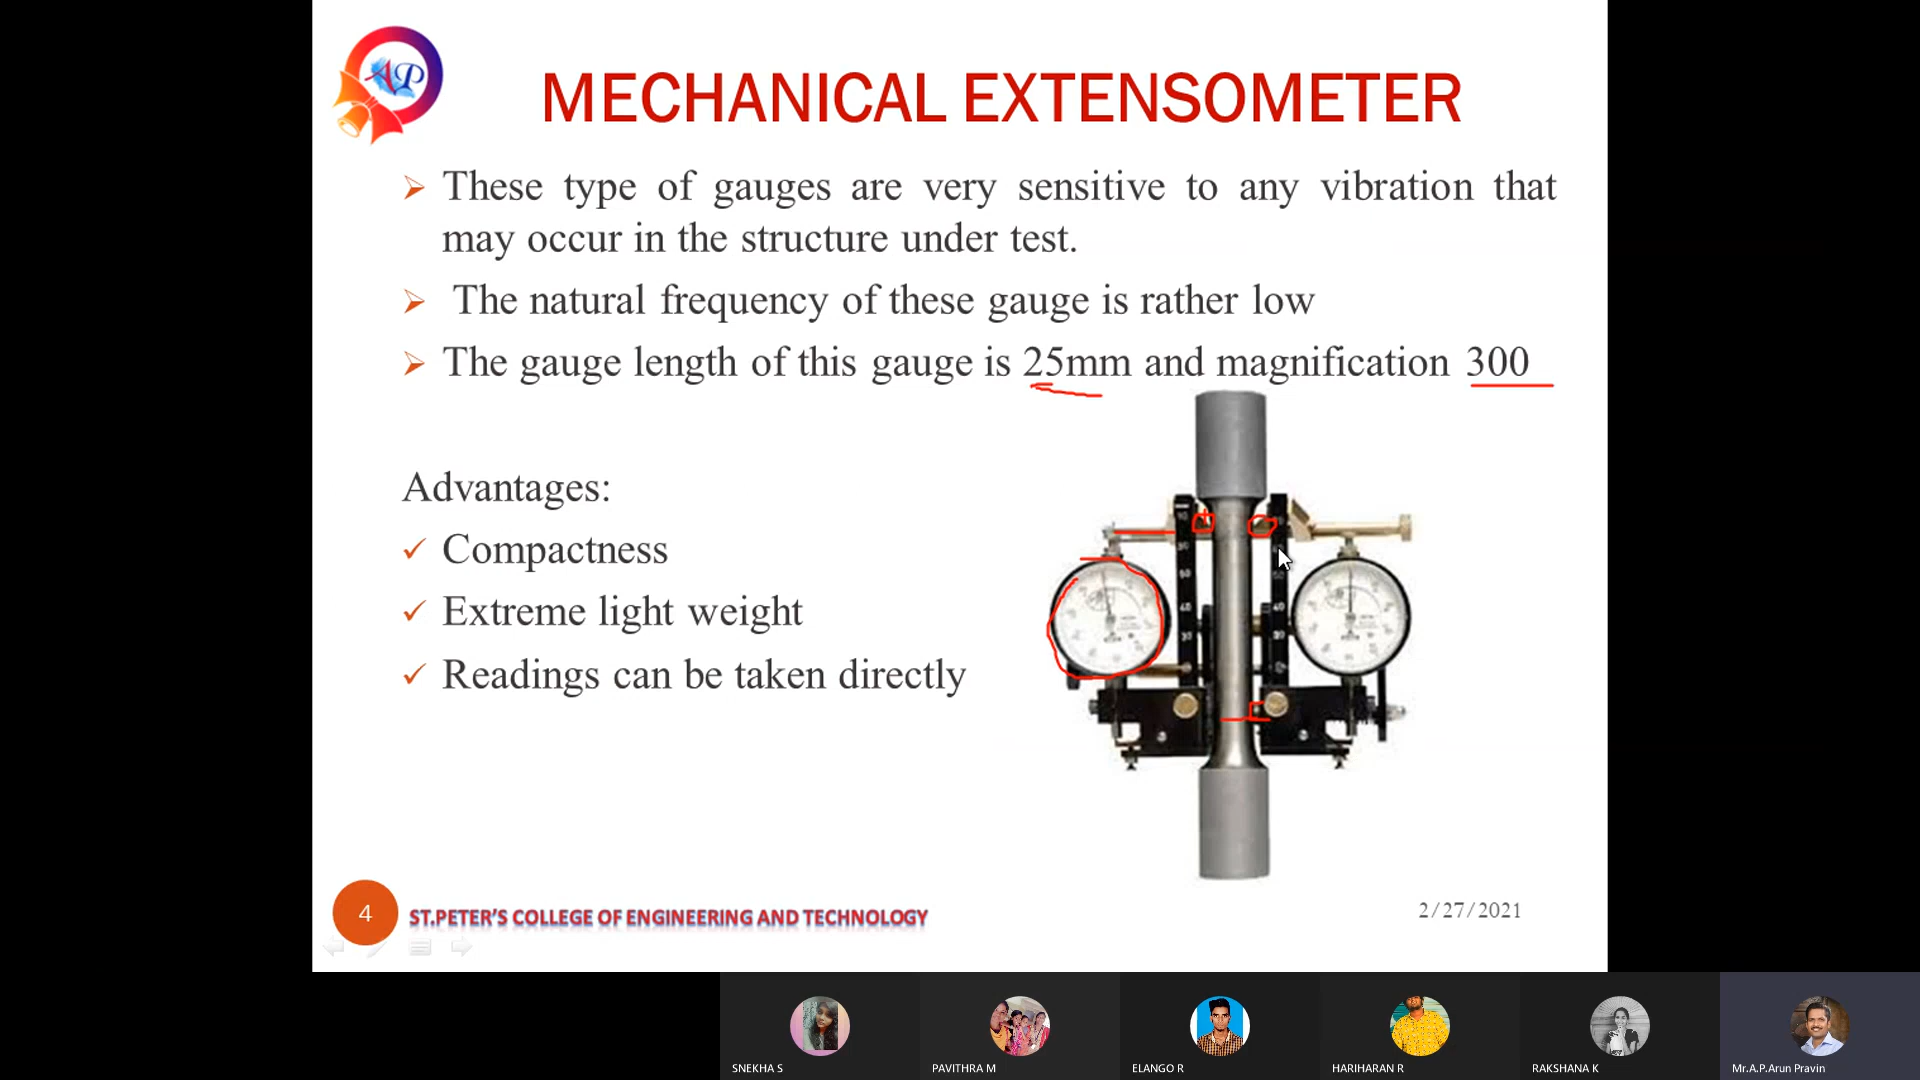 AP
MECHANICAL EXTENSOMETER
These type of gauges are very sensitive to any vibration that
may occur in the structure under test.
The natural frequency of these gauge is rather low
The gauge length of this gauge is 25mm and magnification 300
Advantages:
Compactness
Extreme light weight
Readings can be taken directly
4
ST.PETER'S COLLEGE OF ENGINEERING AND TECHNOLOGY
2/27/2021
SNEKHA S
PAVITHRA M
ELANGO R
HARIHARAN R
RAKSHANA K
Mr.A.P.Arun Pravin